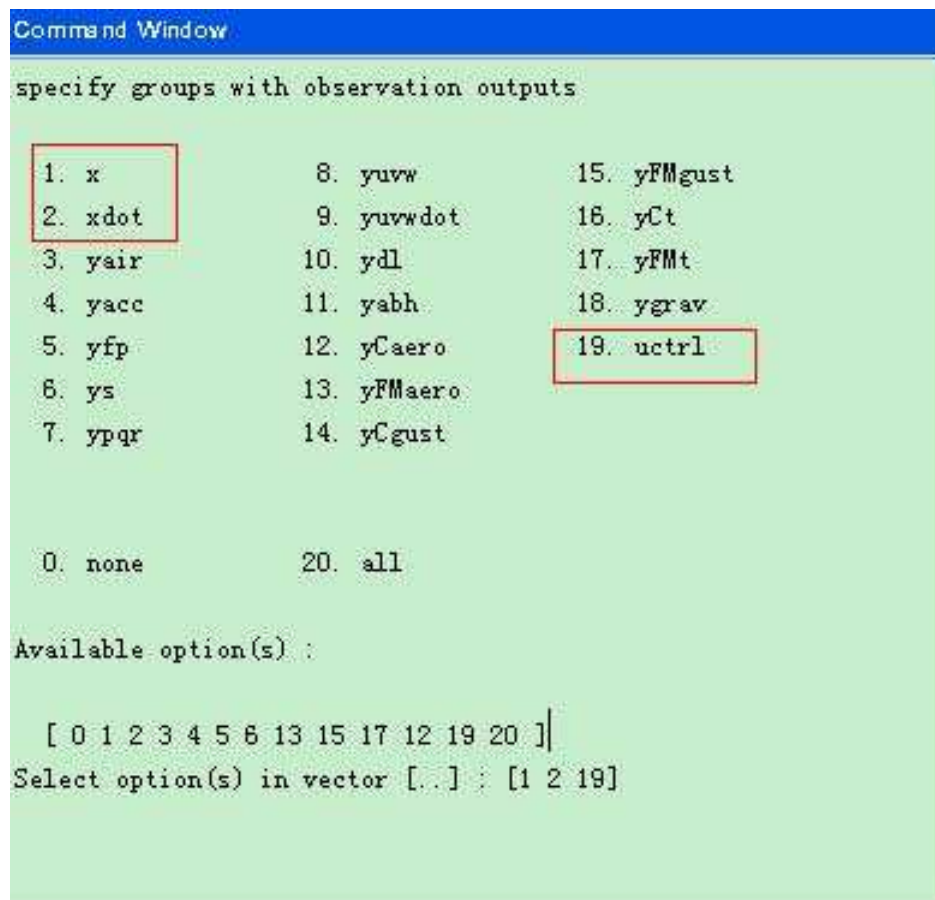 Command Window
specify groups with observation outputs
1. x 8. yuvw 15. yFMgust
2. xdot 9. yuvwdot 16. yCt
3. yair 10. ydl 17. yFMt
4. yacc 11. yabh 18. ygrav
5. yfp 12. yCaero 19. uctrl
6. ys 13. yFMaero
7. ypqr 14. yCgust
0. none 20. all
Available option(s) :
[ 0 1 2 3 4 5 6 13 15 17 12 19 20 ]
Select option(s) in vector [..] : [1 2 19]